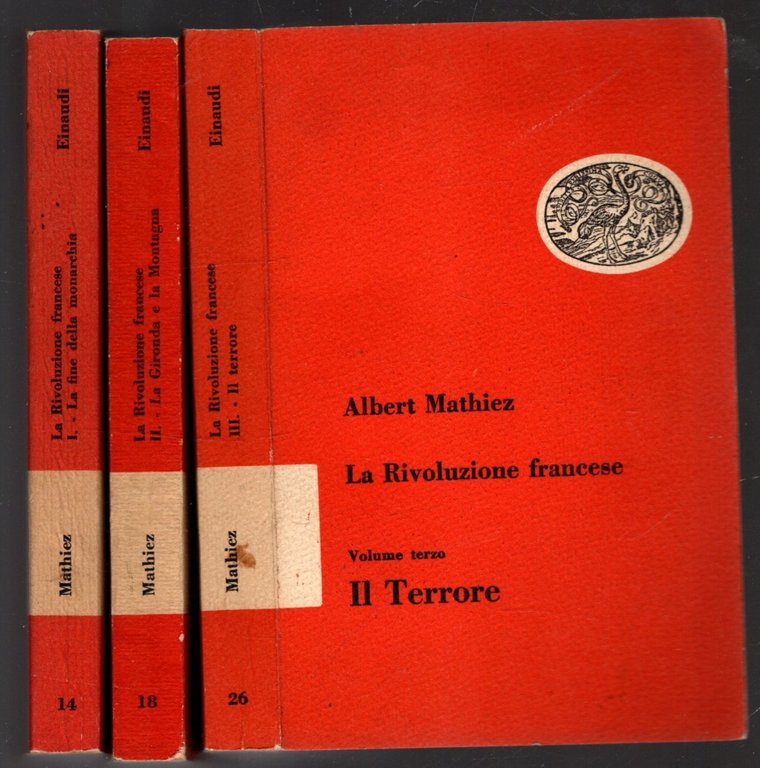 Einaudi
La Rivoluzione francese
I. - La fine della monarchia
Mathiez
14
Einaudi
La Rivoluzione francese
II. - La Gironda e la Montagna
Mathiez
18
Einaudi
La Rivoluzione francese
III. - Il terrore
Mathiez
26
Albert Mathiez
La Rivoluzione francese
Volume terzo
Il Terrore